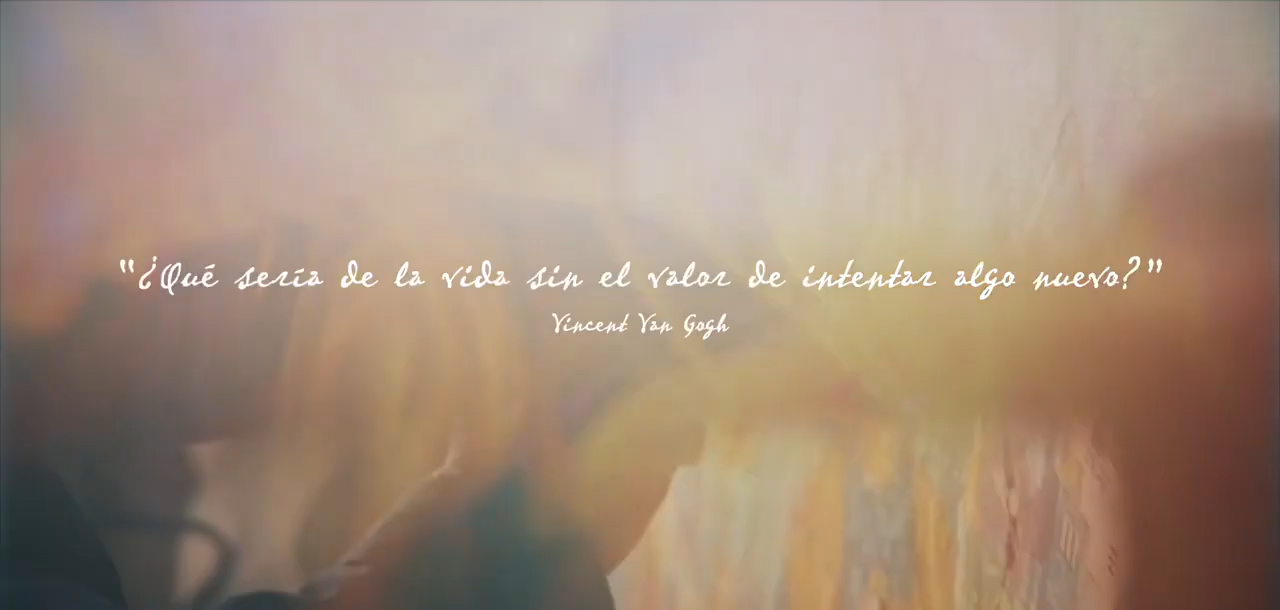 "¿Qué sería de la vida sin el valor de intentar algo nuevo?"
Vincent Van Gogh